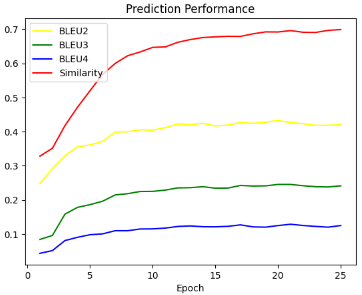 Prediction Performance
BLEU2
BLEU3
BLEU4
Similarity
0.7
0.6
0.5
0.4
0.3
0.2
0.1
0 5 10 15 20 25
Epoch